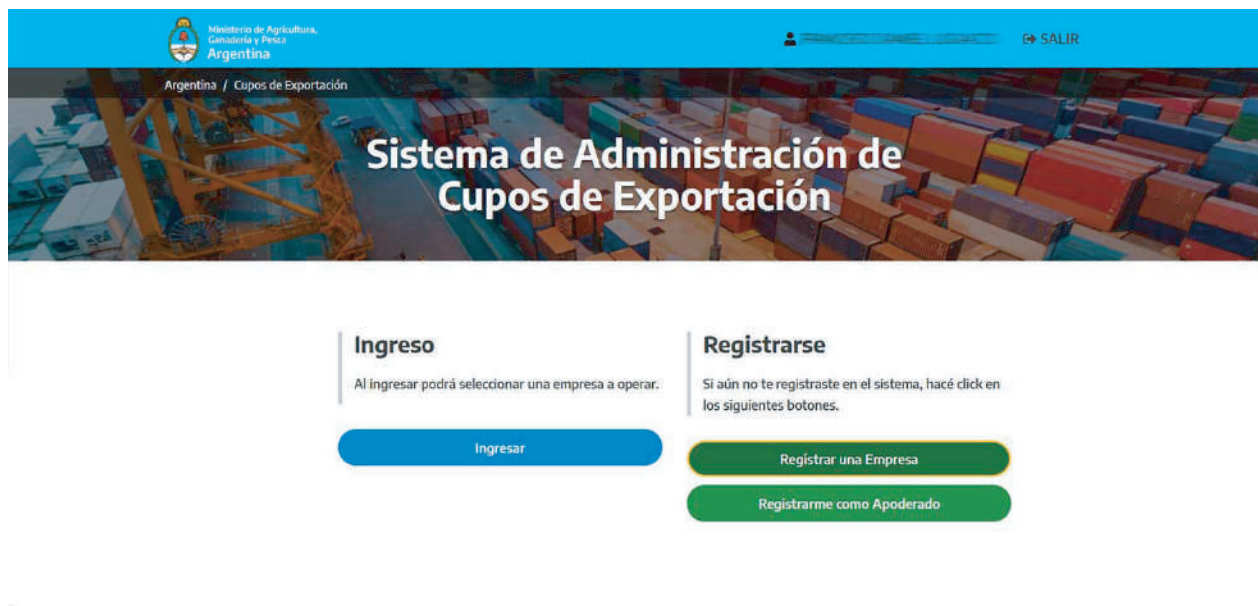 Ministerio de Agricultura,
Ganadería y Pesca
Argentina
SALIR
Argentina / Cupos de Exportación
Sistema de Administración de
Cupos de Exportación
Ingreso
Al ingresar podrá seleccionar una empresa a operar.
Ingresar
Registrarse
Si aún no te registraste en el sistema, hacé click en
los siguientes botones.
Registrar una Empresa
Registrarme como Apoderado